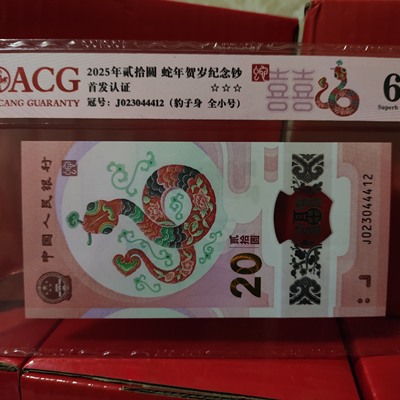 ACG
CANG GUARANTY
2025年贰拾圆 蛇年贺岁纪念钞
首发认证 ☆☆☆
冠号：J023044412（豹子身 全小号）
6
Superb
中国人民银行
贰拾圆
20
J023044412